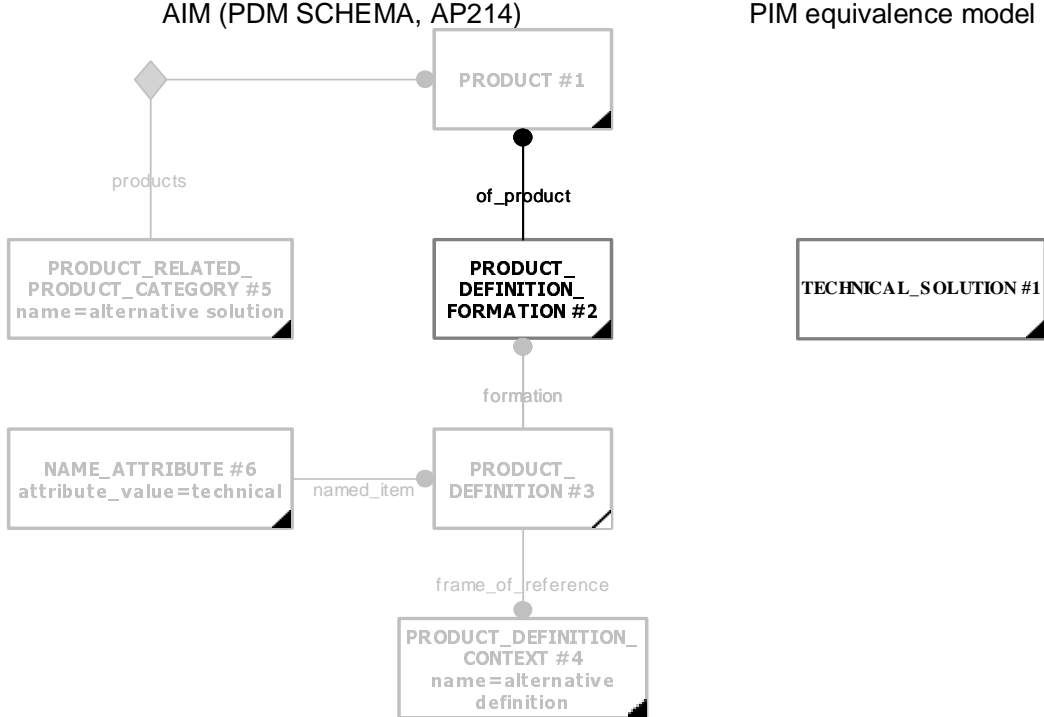 AIM (PDM SCHEMA, AP214)
PIM equivalence model
PRODUCT #1
products
of_product
PRODUCT_RELATED_
PRODUCT_CATEGORY #5
name=alternative solution
PRODUCT_
DEFINITION_
FORMATION #2
TECHNICAL_SOLUTION #1
formation
NAME_ATTRIBUTE #6
attribute_value=technical
named_item
PRODUCT_
DEFINITION #3
frame_of_reference
PRODUCT_DEFINITION_
CONTEXT #4
name=alternative
definition